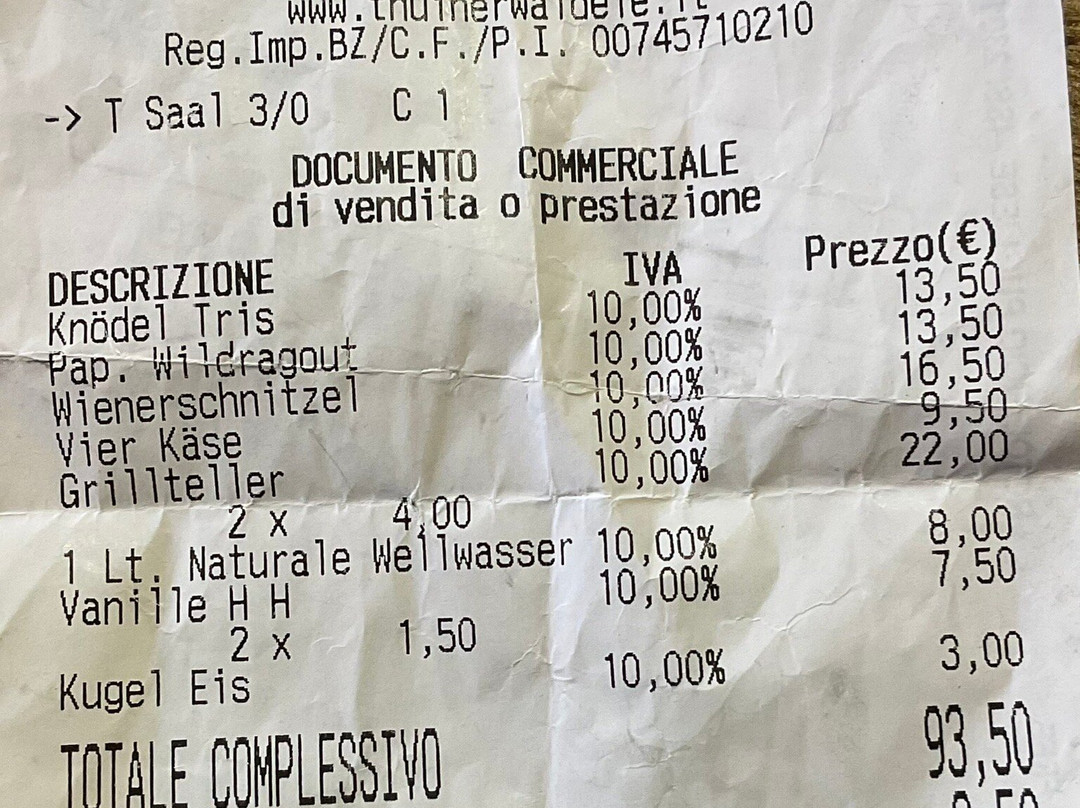 Reg.Imp.BZ/C.F./P.I. 00745710210
-> T Saal 3/0 C 1
DOCUMENTO COMMERCIALE
di vendita o prestazione
DESCRIZIONE IVA Prezzo(€)
Knödel Tris 10,00% 13,50
Pap. Wildragout 10,00% 13,50
Wienerschnitzel 10,00% 16,50
Vier Käse 10,00% 9,50
Grillteller 10,00% 22,00
2 x 4,00
1 Lt. Naturale Wellwasser 10,00% 8,00
Vanille H H 10,00% 7,50
2 x 1,50
Kugel Eis 10,00% 3,00
TOTALE COMPLESSIVO 93,50